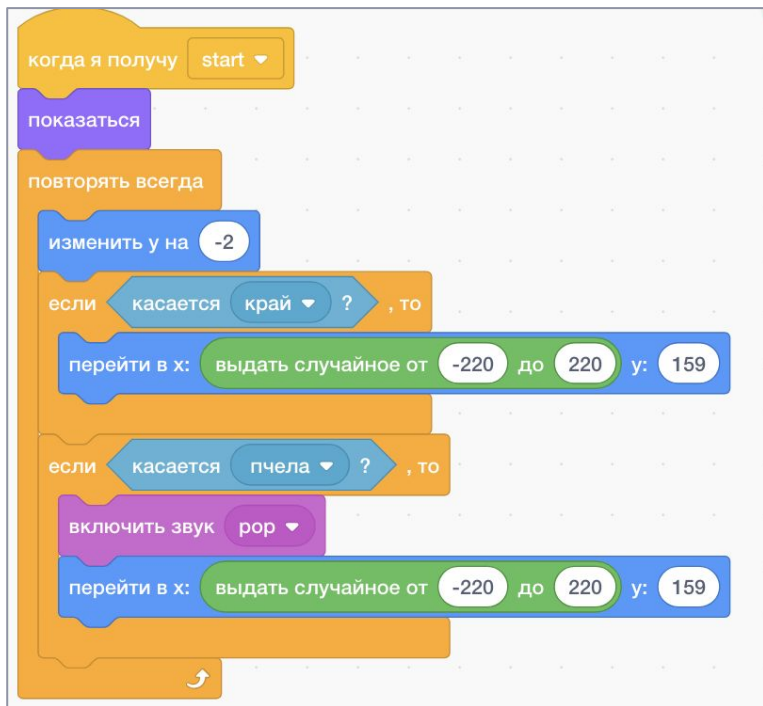 когда я получу start
показаться
повторять всегда
изменить y на -2
если касается край ? , то
перейти в x: выдать случайное от -220 до 220 y: 159
если касается пчела ? , то
включить звук pop
перейти в x: выдать случайное от -220 до 220 y: 159